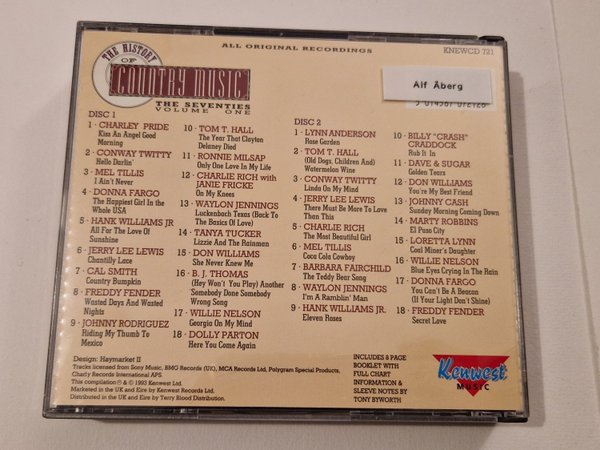 ALL ORIGINAL RECORDINGS
KNEWCD 721
THE HISTORY
OF
COUNTRY MUSIC
THE SEVENTIES
VOLUME ONE
Alf Åberg
DISC 1
1 · CHARLEY PRIDE
Kiss An Angel Good
Morning
2 · CONWAY TWITTY
Hello Darlin
3 · MEL TILLIS
I Ain't Never
4 · DONNA FARGO
The Happiest Girl in the
Whole USA
5 · HANK WILLIAMS JR
All For The Love Of
Sunshine
6 · JERRY LEE LEWIS
Chantilly Lace
7 · CAL SMITH
Country Bumpkin
8 · FREDDY FENDER
Wasted Days And Wasted
Nights
9 · JOHNNY RODRIGUEZ
Riding My Thumb To
Mexico
10 · TOM T. HALL
The Year That Clayton
Delaney Died
11 · RONNIE MILSAP
Only One Love In My Life
12 · CHARLIE RICH with
JANIE FRICKE
On My Knees
13 · WAYLON JENNINGS
Luckenbach Texas (Back To
The Basics Of Love)
14 · TANYA TUCKER
Lizzie And The Rainman
15 · DON WILLIAMS
She Never Knew Me
16 · B. J. THOMAS
(Hey Won't You Play) Another
Somebody Done Somebody
Wrong Song
17 · WILLIE NELSON
Georgia On My Mind
18 · DOLLY PARTON
Here You Come Again
DISC 2
1 · LYNN ANDERSON
Rose Garden
2 · TOM T. HALL
(Old Dogs, Children And)
Watermelon Wine
3 · CONWAY TWITTY
Linda On My Mind
4 · JERRY LEE LEWIS
There Must Be More To Love
Than This
5 · CHARLIE RICH
The Most Beautiful Girl
6 · MEL TILLIS
Coca Cola Cowboy
7 · BARBARA FAIRCHILD
The Teddy Bear Song
8 · WAYLON JENNINGS
I'm A Ramblin' Man
9 · HANK WILLIAMS JR.
Eleven Roses
10 · BILLY "CRASH"
CRADDOCK
Rub It In
11 · DAVE & SUGAR
Golden Tears
12 · DON WILLIAMS
You're My Best Friend
13 · JOHNNY CASH
Sunday Morning Coming Down
14 · MARTY ROBBINS
El Paso City
15 · LORETTA LYNN
Coal Miner's Daughter
16 · WILLIE NELSON
Blue Eyes Crying In The Rain
17 · DONNA FARGO
You Can't Be A Beacon
(If Your Light Don't Shine)
18 · FREDDY FENDER
Secret Love
Design: Haymarket II
Tracks licensed from Sony Music, BMG Records (UK), MCA Records Ltd, Polygram Special Products,
Charly Records International APS.
This compilation ℗ & © 1993 Kenwest Ltd.
Marketed in the UK and Eire by Kenwest Records Ltd.
Distributed in the UK and Eire by Terry Blood Distribution.
INCLUDES 8 PAGE
BOOKLET WITH
FULL CHART
INFORMATION &
SLEEVE NOTES BY
TONY BYWORTH
Kenwest
MUSIC